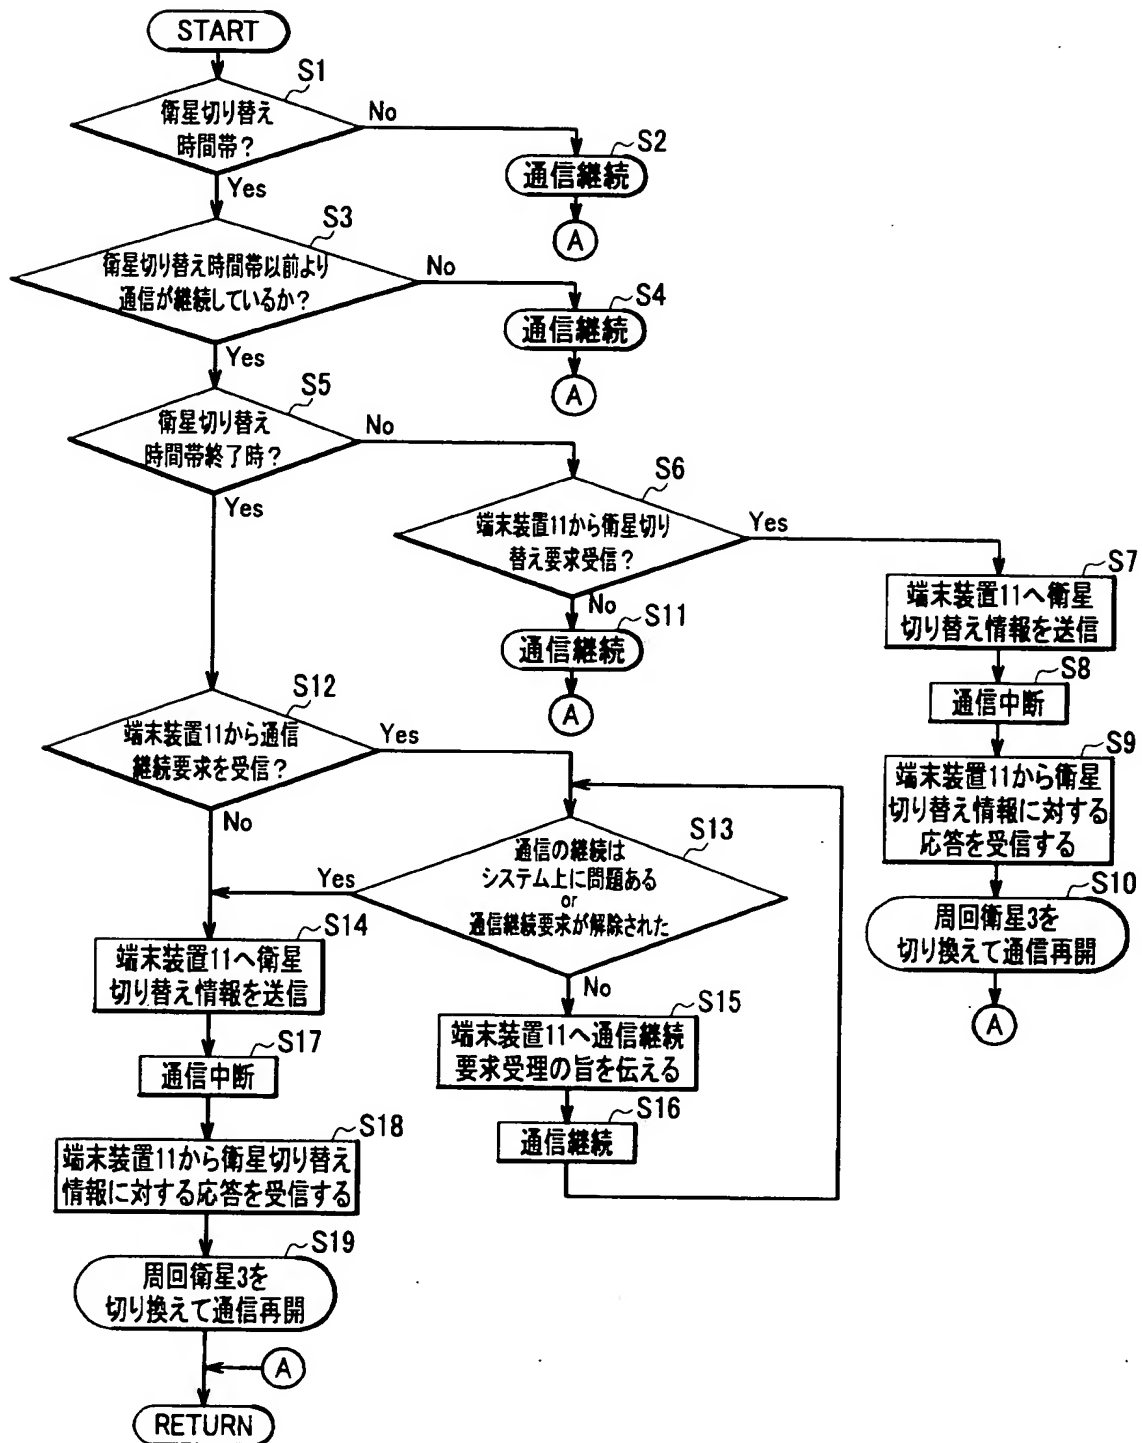 START
S1
衛星切り替え
時間帯?
No
Yes
S2
通信継続
A
S3
衛星切り替え時間帯以前より
通信が継続しているか?
No
Yes
S4
通信継続
A
S5
衛星切り替え
時間帯終了時?
No
Yes
S6
端末装置11から衛星切り
替え要求受信?
Yes
No
S7
端末装置11へ衛星
切り替え情報を送信
S8
通信中断
S9
端末装置11から衛星
切り替え情報に対する
応答を受信する
S10
周回衛星3を
切り換えて通信再開
A
S11
通信継続
A
S12
端末装置11から通信
継続要求を受信?
Yes
No
S13
通信の継続は
システム上に問題ある
or
通信継続要求が解除された
Yes
No
S14
端末装置11へ衛星
切り替え情報を送信
S15
端末装置11へ通信継続
要求受理の旨を伝える
S16
通信継続
S17
通信中断
S18
端末装置11から衛星切り替え
情報に対する応答を受信する
S19
周回衛星3を
切り換えて通信再開
A
RETURN